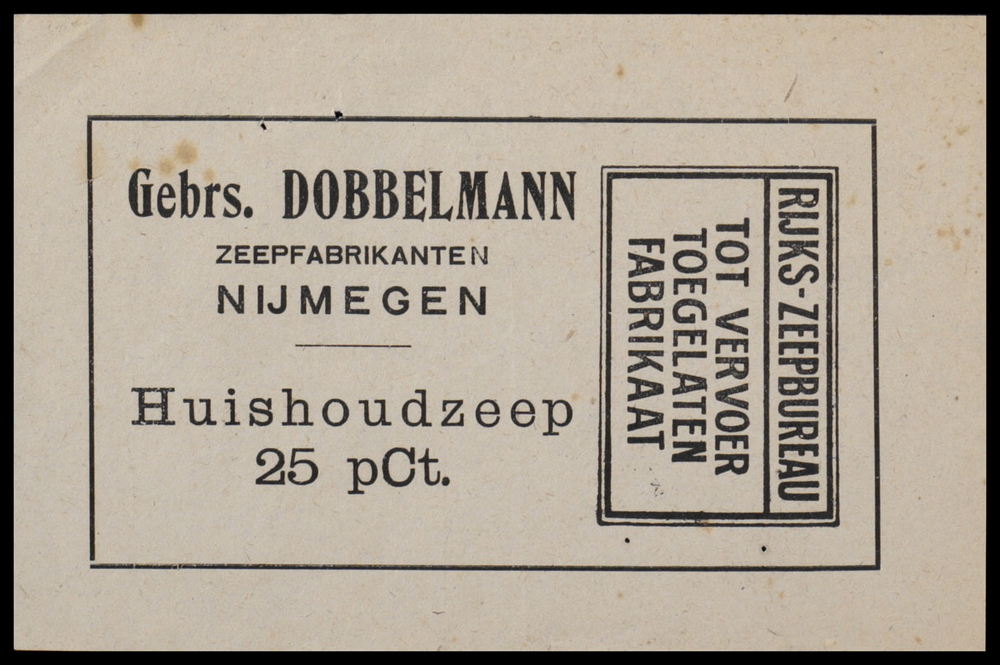 Gebrs. DOBBELMANN
ZEEPFABRIKANTEN
NIJMEGEN
Huishoudzeep
25 pCt.
RIJKS-ZEEPBUREAU
TOT VERVOER
TOEGELATEN
FABRIKAAT